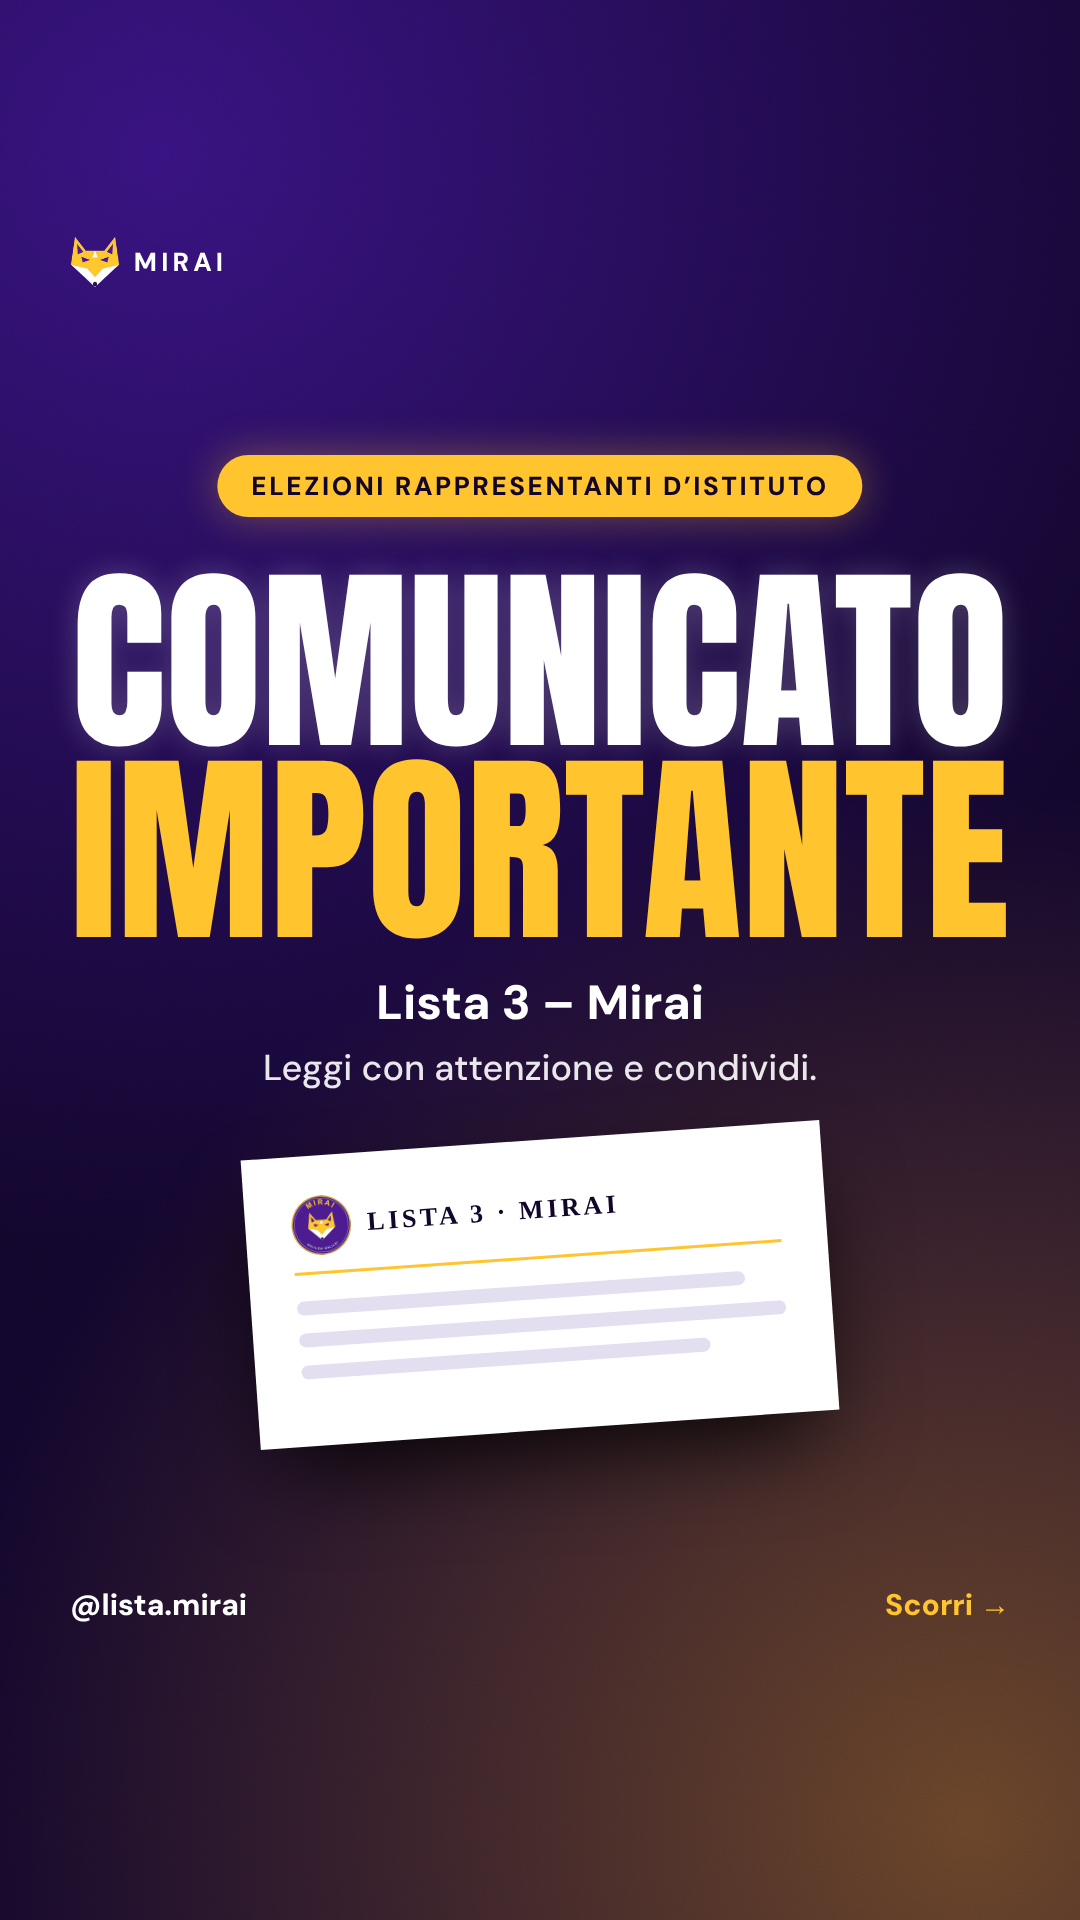 MIRAI
ELEZIONI RAPPRESENTANTI D’ISTITUTO
COMUNICATO
IMPORTANTE
Lista 3 – Mirai
Leggi con attenzione e condividi.
MIRAI
LISTA 3 · MIRAI
@lista.mirai
Scorri →